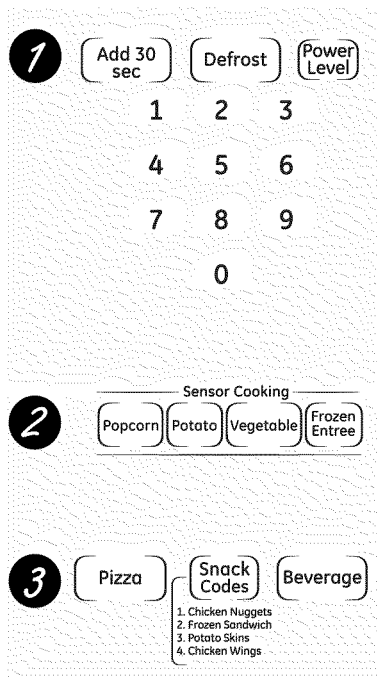 1
Add 30
sec
Defrost
Power
Level
1 2 3
4 5 6
7 8 9
0
Sensor Cooking
2
Popcorn Potato Vegetable
Frozen
Entree
3
Pizza
Snack
Codes
Beverage
1. Chicken Nuggets
2. Frozen Sandwich
3. Potato Skins
4. Chicken Wings